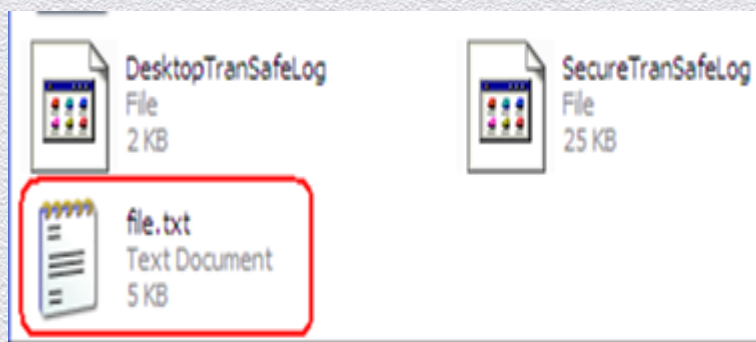 DesktopTranSafeLog
File
2 KB
SecureTranSafeLog
File
25 KB
file.txt
Text Document
5 KB